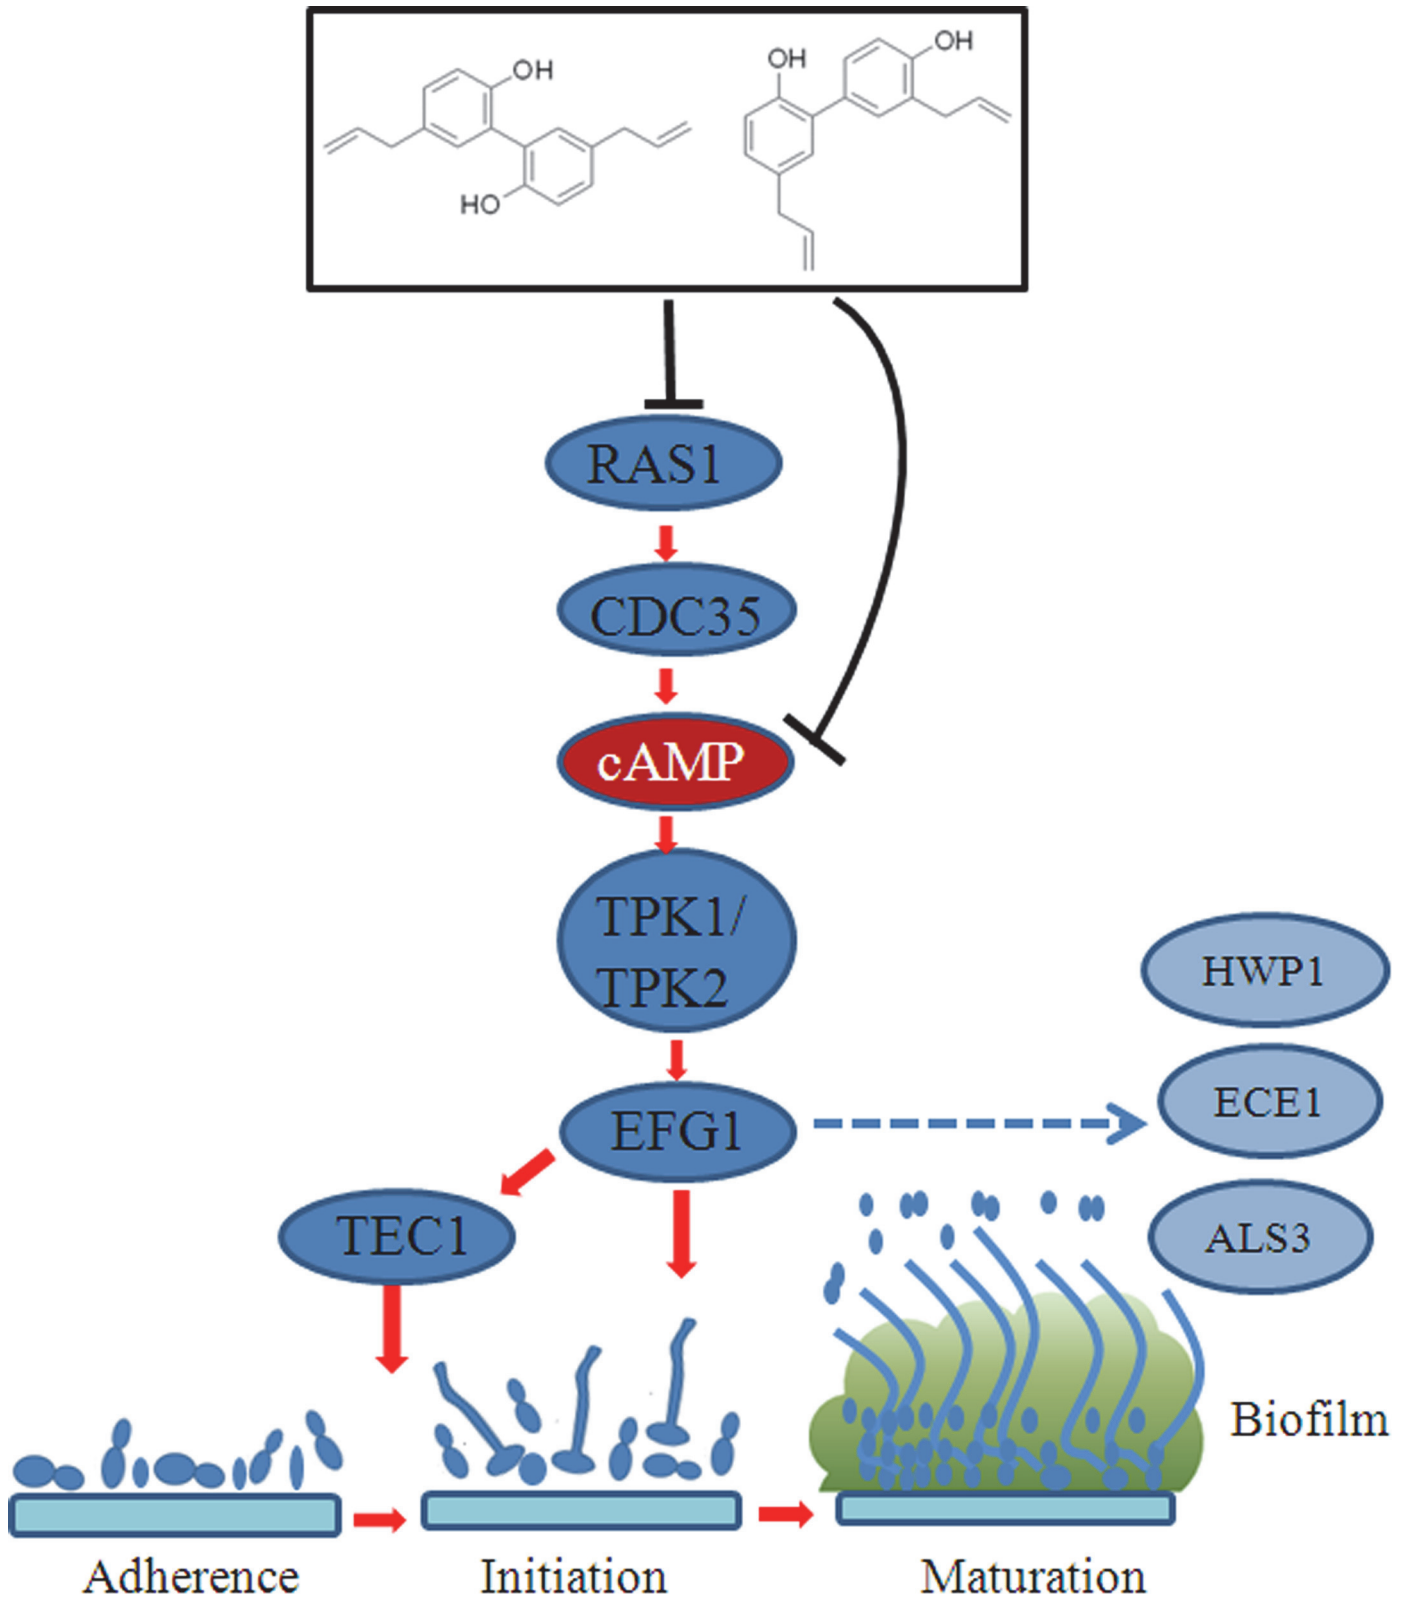 OH
HO
OH
OH
RAS1
CDC35
cAMP
TPK1/
TPK2
HWP1
ECE1
EFG1
TEC1
ALS3
Biofilm
Adherence
Initiation
Maturation